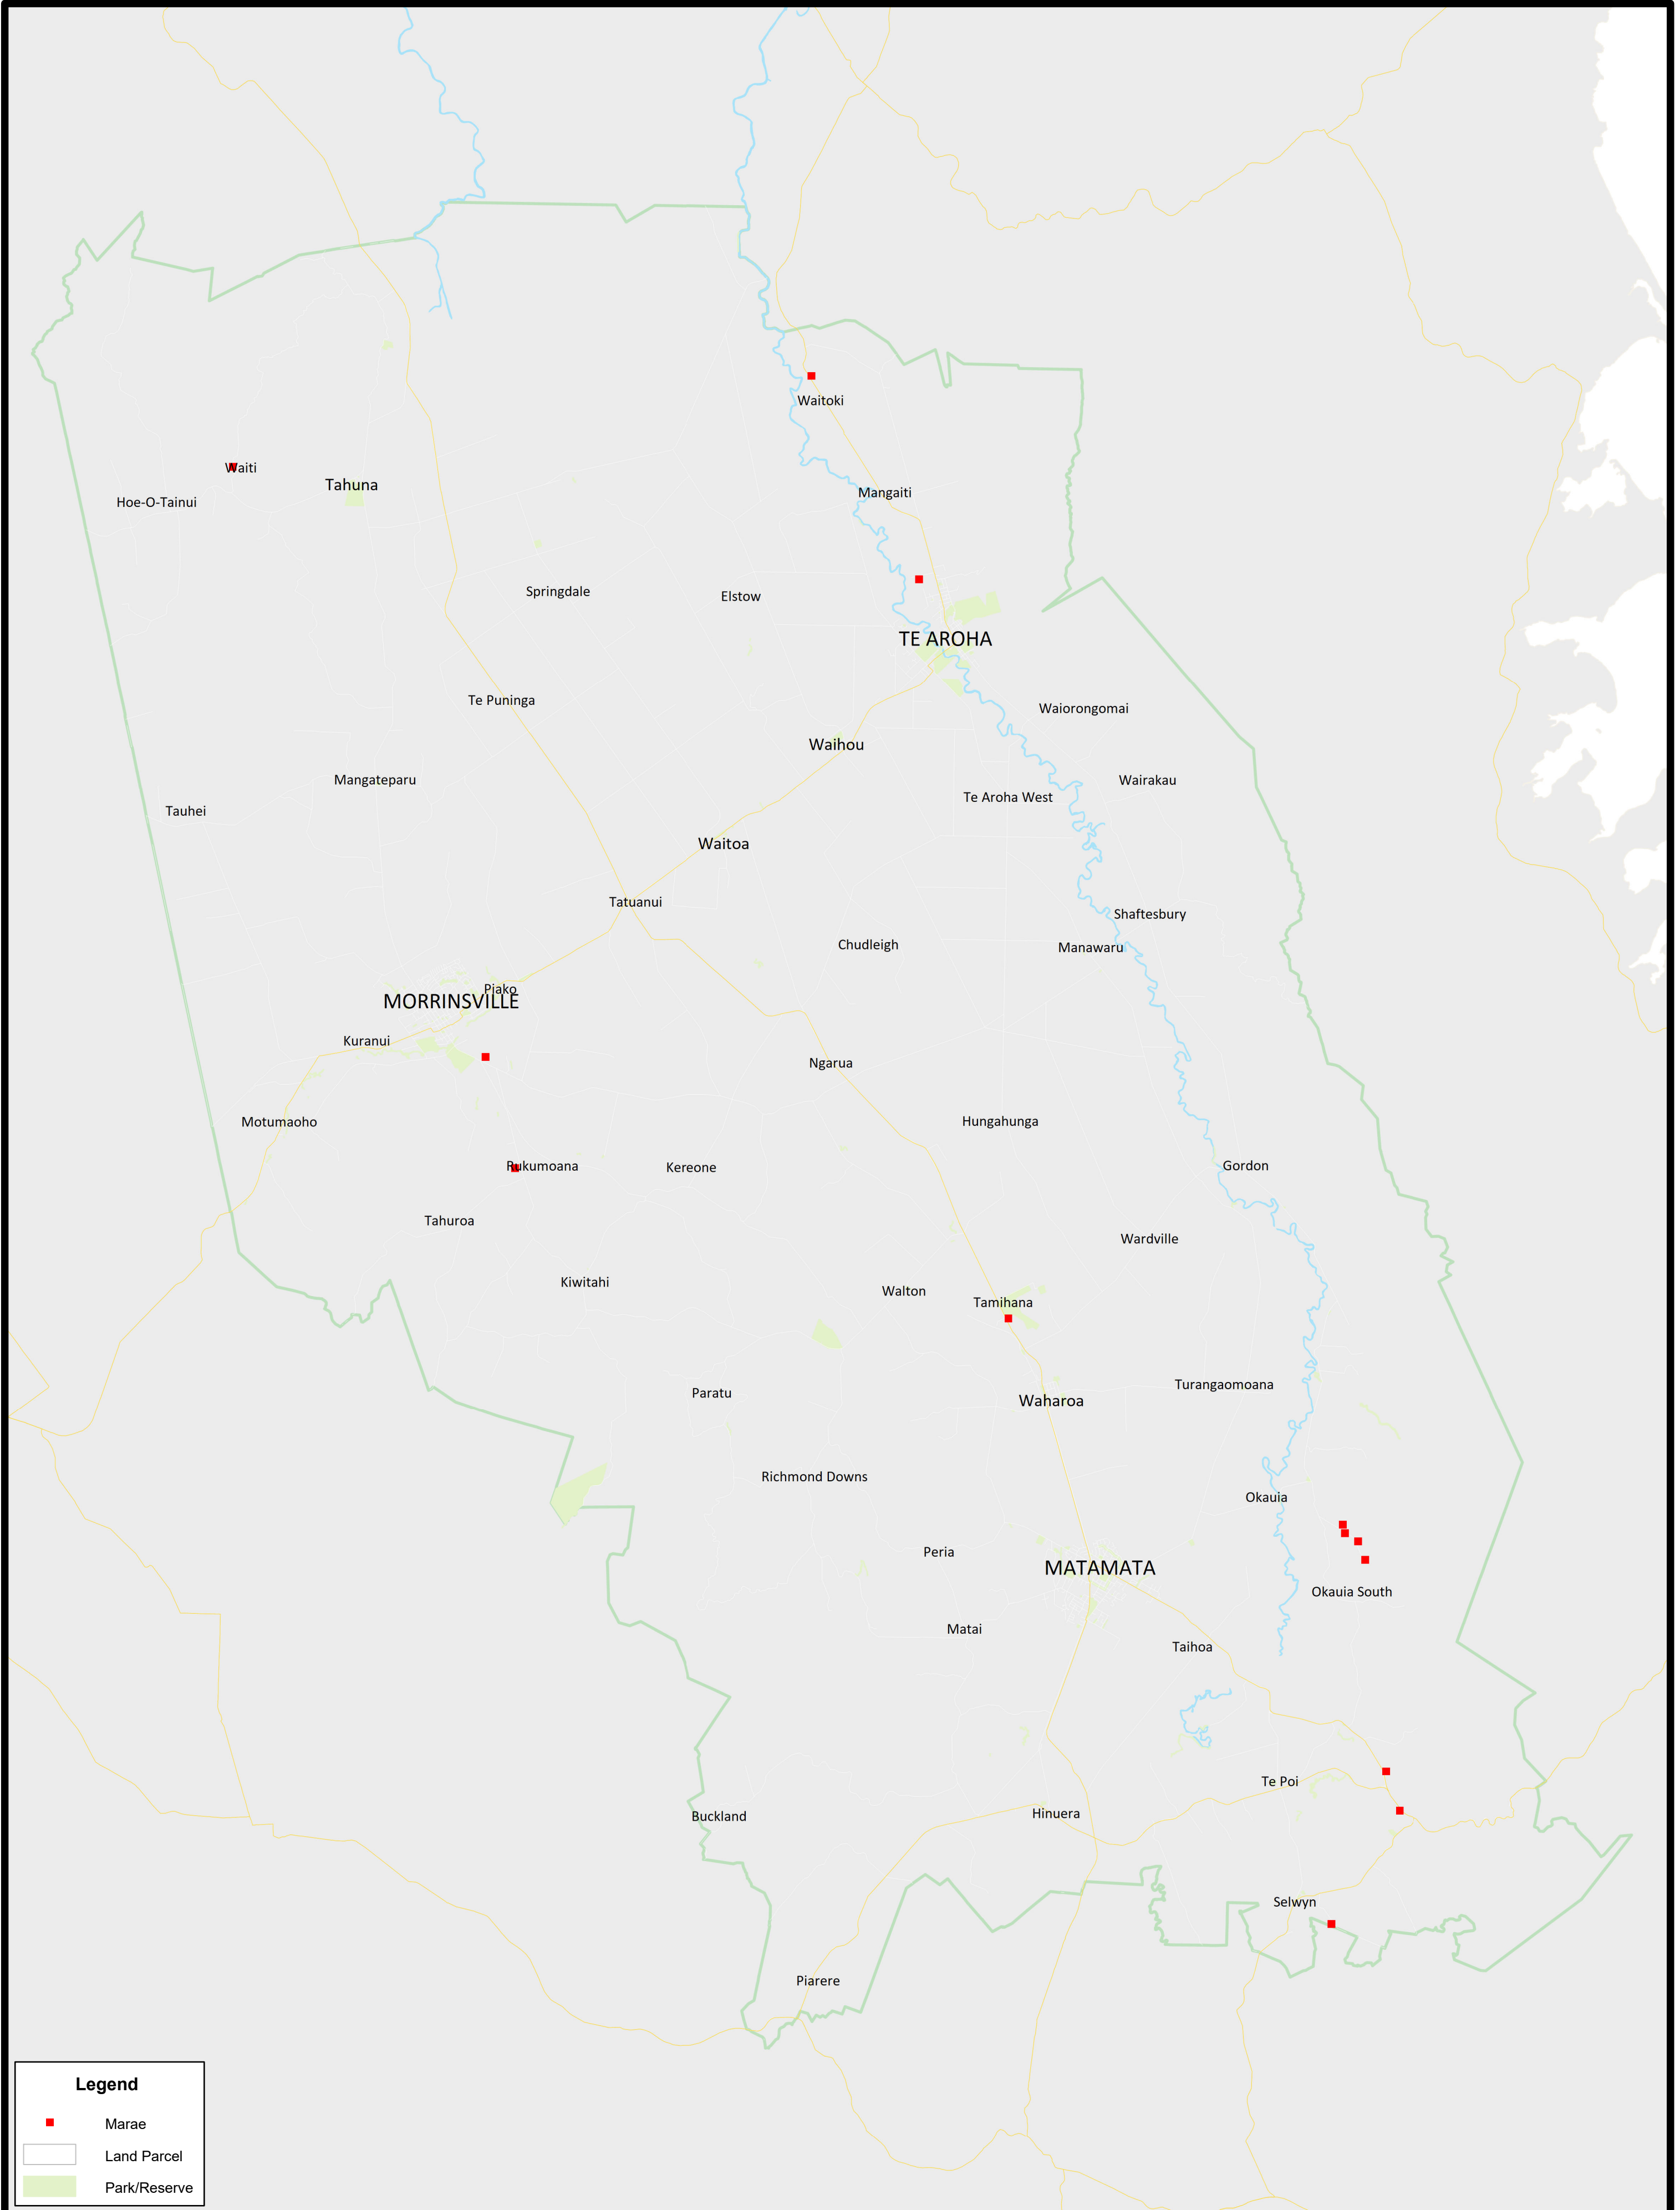 Waitoki
Waiti
Tahuna
Mangaiti
Hoe-O-Tainui
Springdale
Elstow
TE AROHA
Te Puninga
Waiorongomai
Waihou
Mangateparu
Wairakau
Te Aroha West
Tauhei
Waitoa
Tatuanui
Shaftesbury
Chudleigh
Manawaru
Piako
MORRINSVILLE
Kuranui
Ngarua
Motumaoho
Hungahunga
Rukumoana
Kereone
Gordon
Tahuroa
Wardville
Kiwitahi
Walton
Tamihana
Turangaomoana
Paratu
Waharoa
Richmond Downs
Okauia
Peria
MATAMATA
Okauia South
Matai
Taihoa
Te Poi
Buckland
Hinuera
Selwyn
Piarere
Legend
Marae
Land Parcel
Park/Reserve